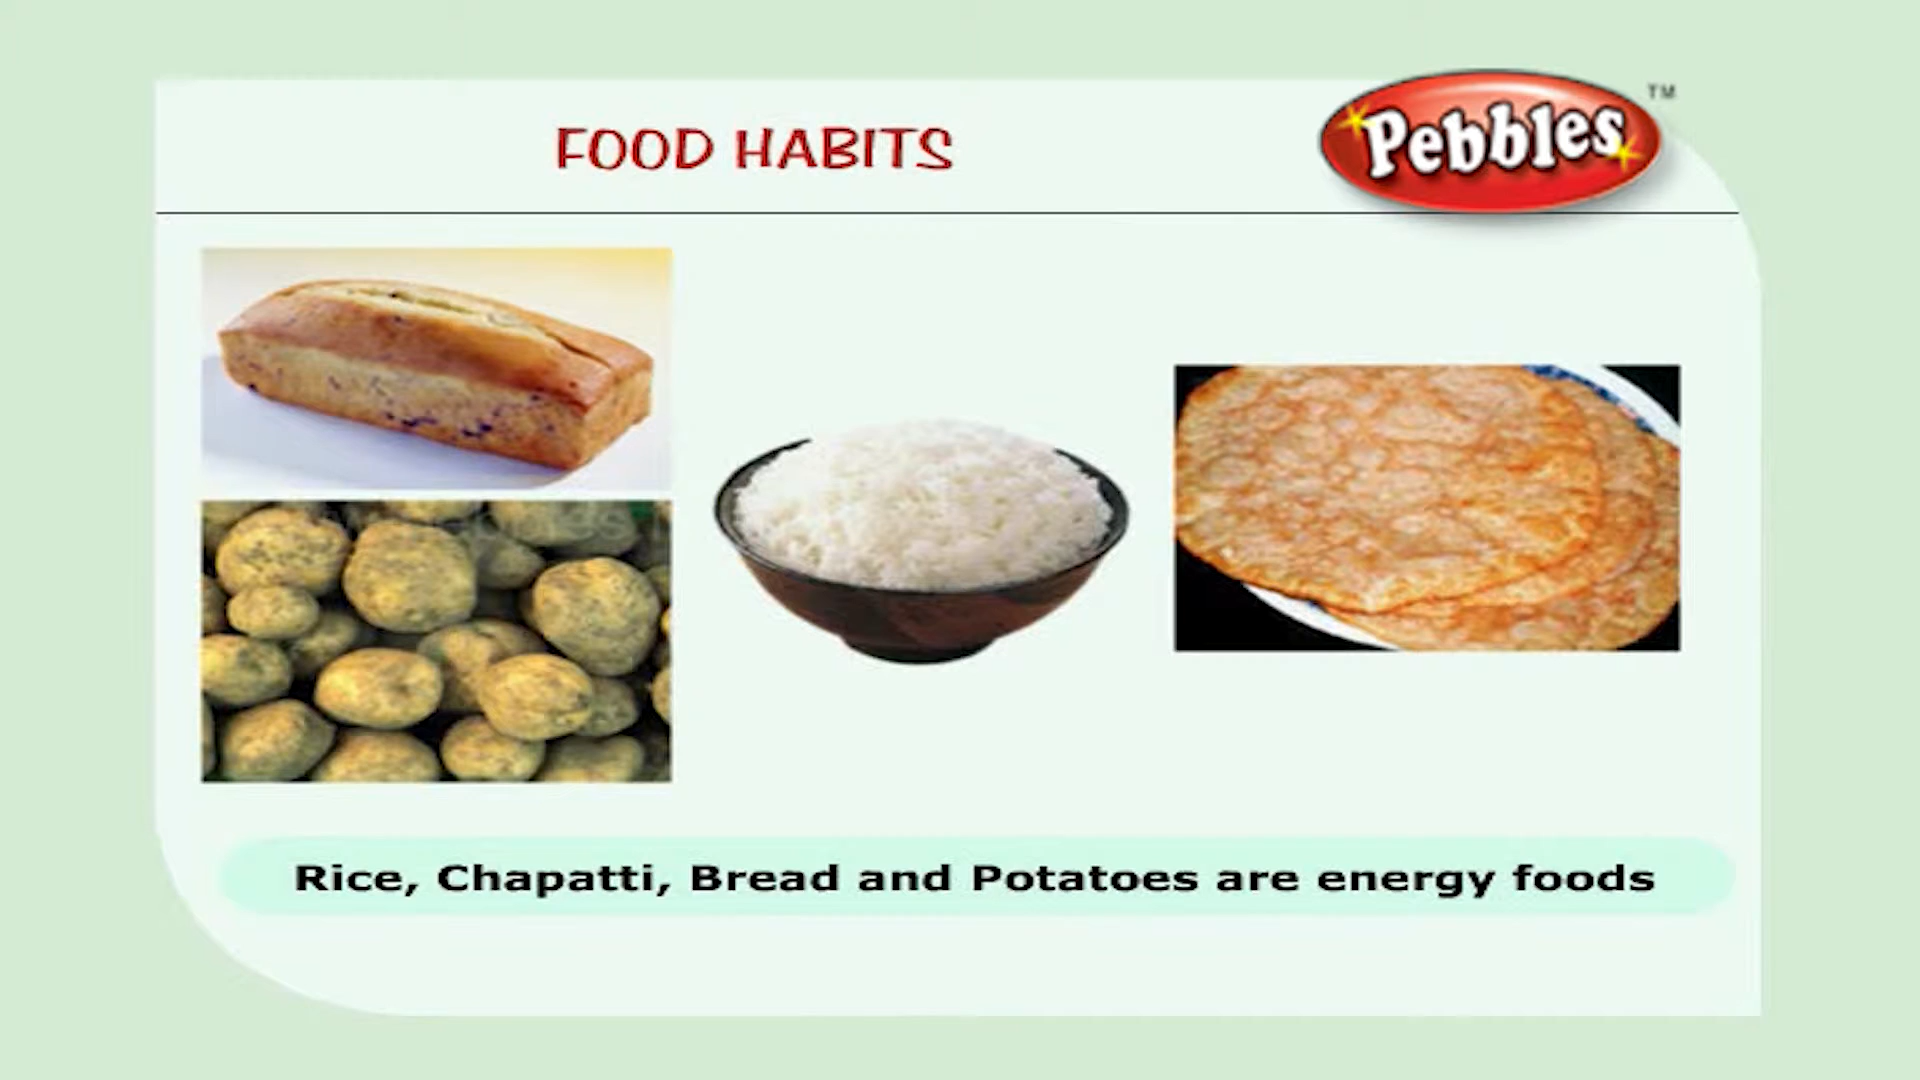 FOOD HABITS
Pebbles TM
Rice, Chapatti, Bread and Potatoes are energy foods